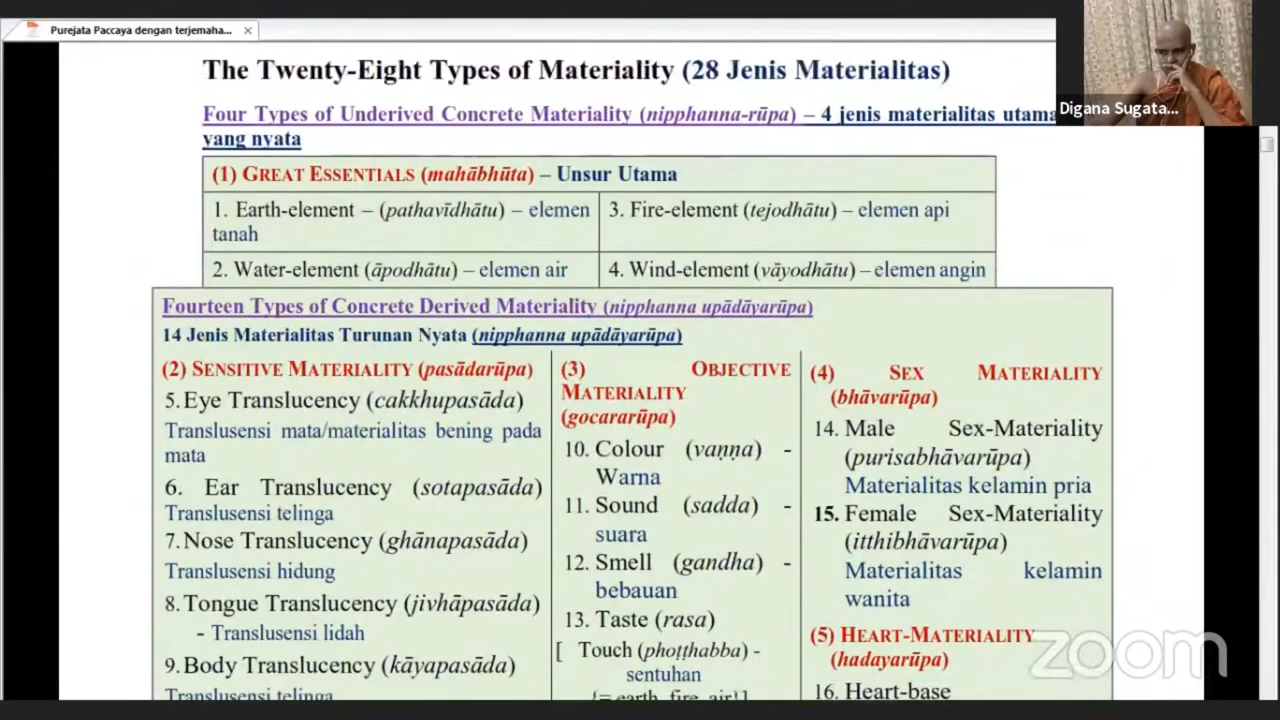 Purejata Paccaya dengan terjemaha...
The Twenty-Eight Types of Materiality (28 Jenis Materialitas)
Four Types of Underived Concrete Materiality (nipphanna-rūpa) – 4 jenis materialitas utama
yang nyata
(1) GREAT ESSENTIALS (mahābhūta) – Unsur Utama
1. Earth-element – (pathavīdhātu) – elemen
tanah
3. Fire-element (tejodhātu) – elemen api
2. Water-element (āpodhātu) – elemen air
4. Wind-element (vāyodhātu) – elemen angin
Fourteen Types of Concrete Derived Materiality (nipphanna upādāyarūpa)
14 Jenis Materialitas Turunan Nyata (nipphanna upādāyarūpa)
(2) SENSITIVE MATERIALITY (pasādarūpa)
5. Eye Translucency (cakkhupasāda)
Translusensi mata/materialitas bening pada
mata
6. Ear Translucency (sotapasāda)
Translusensi telinga
7. Nose Translucency (ghānapasāda)
Translusensi hidung
8. Tongue Translucency (jivhāpasāda)
- Translusensi lidah
9. Body Translucency (kāyapasāda)
Translusensi telinga
(3) OBJECTIVE
MATERIALITY
(gocararūpa)
10. Colour (vaṇṇa) -
Warna
11. Sound (sadda) -
suara
12. Smell (gandha) -
bebauan
13. Taste (rasa)
[ Touch (phoṭṭhabba) -
sentuhan
[= earth, fire, air!]
(4) SEX MATERIALITY
(bhāvarūpa)
14. Male Sex-Materiality
(purisabhāvarūpa)
Materialitas kelamin pria
15. Female Sex-Materiality
(itthibhāvarūpa)
Materialitas kelamin
wanita
(5) HEART-MATERIALITY
(hadayarūpa)
16. Heart-base
Digana Sugata...
zoom